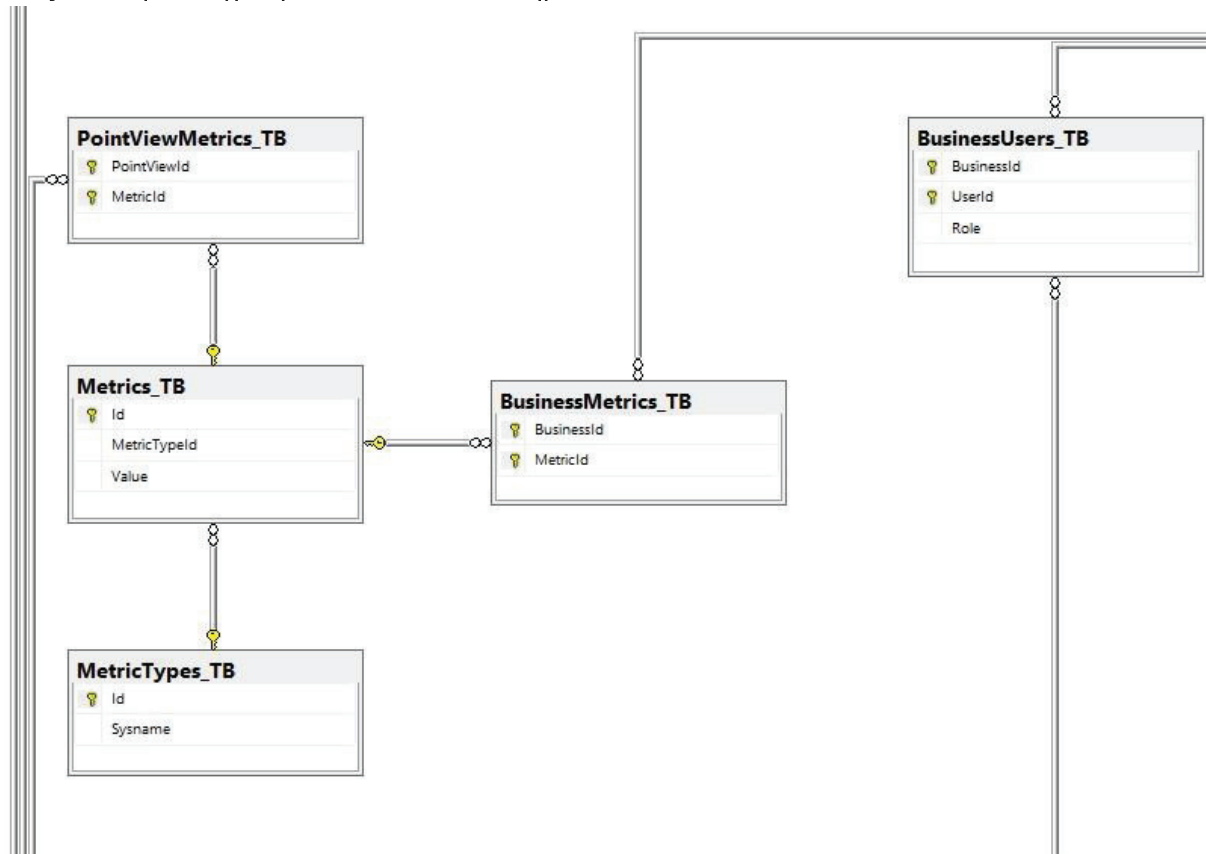 PointViewMetrics_TB
PointViewId
MetricId
BusinessUsers_TB
BusinessId
UserId
Role
Metrics_TB
Id
MetricTypeId
Value
BusinessMetrics_TB
BusinessId
MetricId
MetricTypes_TB
Id
Sysname